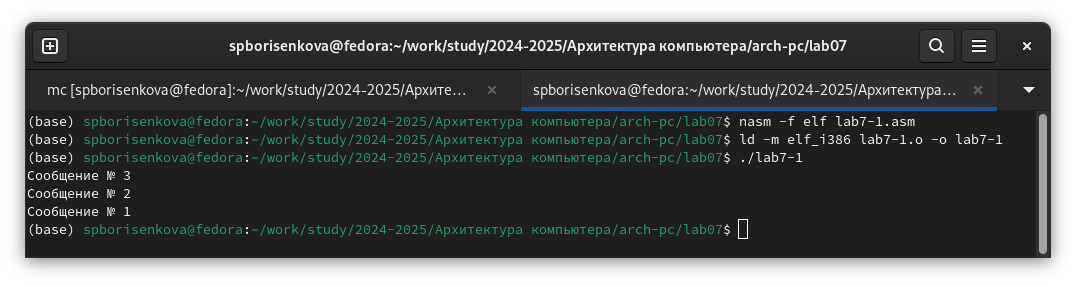 spborisenkova@fedora:~/work/study/2024-2025/Архитектура компьютера/arch-pc/lab07
mc [spborisenkova@fedora]:~/work/study/2024-2025/Архите...
spborisenkova@fedora:~/work/study/2024-2025/Архитектура...
(base) spborisenkova@fedora:~/work/study/2024-2025/Архитектура компьютера/arch-pc/lab07$ nasm -f elf lab7-1.asm
(base) spborisenkova@fedora:~/work/study/2024-2025/Архитектура компьютера/arch-pc/lab07$ ld -m elf_i386 lab7-1.o -o lab7-1
(base) spborisenkova@fedora:~/work/study/2024-2025/Архитектура компьютера/arch-pc/lab07$ ./lab7-1
Сообщение № 3
Сообщение № 2
Сообщение № 1
(base) spborisenkova@fedora:~/work/study/2024-2025/Архитектура компьютера/arch-pc/lab07$